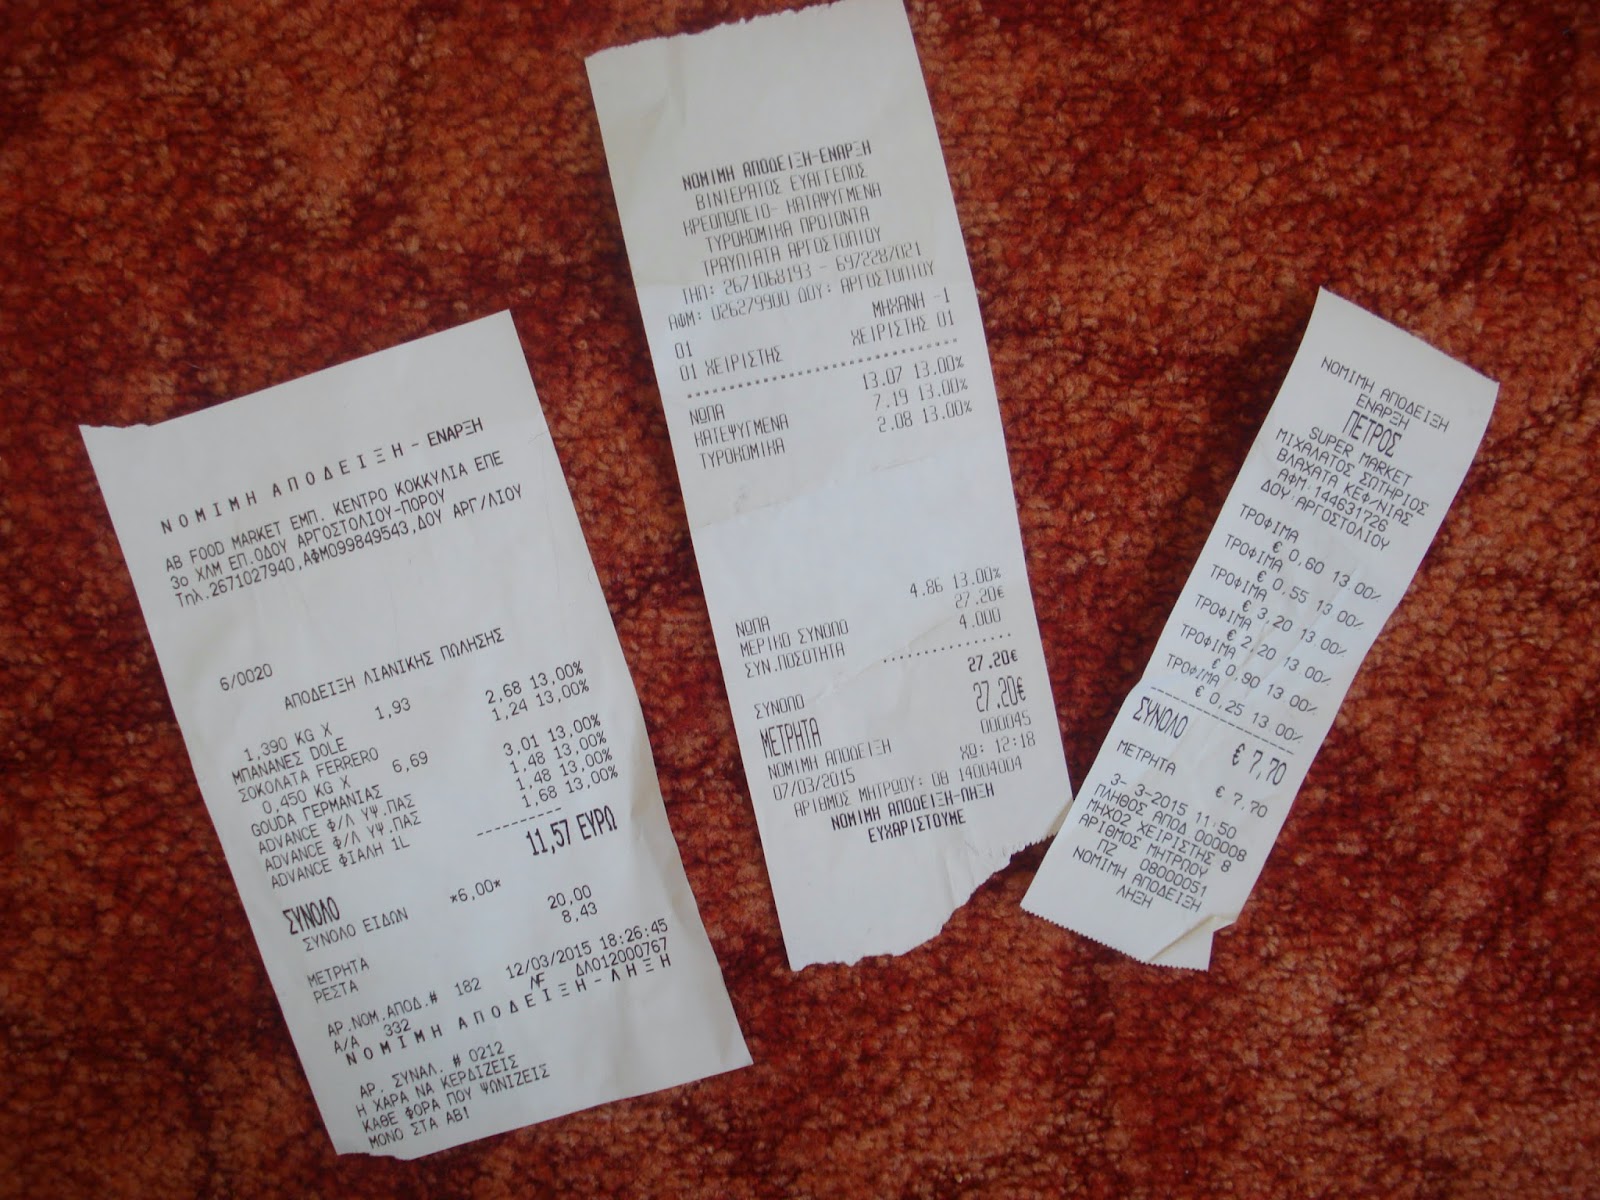 ΝΟΜΙΜΗ ΑΠΟΔΕΙΞΗ - ΕΝΑΡΞΗ
ΑΒ FOOD MARKET ΕΜΠ. ΚΕΝΤΡΟ ΚΟΚΚΥΛΙΑ ΕΠΕ
3ο ΧΛΜ ΕΠ.ΟΔΟΥ ΑΡΓΟΣΤΟΛΙΟΥ-ΠΟΡΟΥ
Τηλ.2671027940,ΑΦΜ099849543,ΔΟΥ ΑΡΓ/ΛΙΟΥ
6/0020
ΑΠΟΔΕΙΞΗ ΛΙΑΝΙΚΗΣ ΠΩΛΗΣΗΣ
1,390 KG X 1,93
ΜΠΑΝΑΝΕΣ DOLE 2,68 13,00%
ΣΟΚΟΛΑΤΑ FERRERO 1,24 13,00%
0,450 KG X 6,69
GOUDA ΓΕΡΜΑΝΙΑΣ 3,01 13,00%
ADVANCE Φ/Λ ΥΨ.ΠΑΣ 1,48 13,00%
ADVANCE Φ/Λ ΥΨ.ΠΑΣ 1,48 13,00%
ADVANCE ΦΙΑΛΗ 1L 1,68 13,00%
ΣΥΝΟΛΟ 11,57 ΕΥΡΩ
ΣΥΝΟΛΟ ΕΙΔΩΝ *6,00*
ΜΕΤΡΗΤΑ 20,00
ΡΕΣΤΑ 8,43
ΑΡ.ΝΟΜ.ΑΠΟΔ.# 182 12/03/2015 18:26:45
Α/Α 332 ΔΛ012000767
ΝΟΜΙΜΗ ΑΠΟΔΕΙΞΗ-ΛΗΞΗ
ΑΡ. ΣΥΝΑΛ. # 0212
Η ΧΑΡΑ ΝΑ ΚΕΡΔΙΖΕΙΣ
ΚΑΘΕ ΦΟΡΑ ΠΟΥ ΨΩΝΙΖΕΙΣ
ΜΟΝΟ ΣΤΑ ΑΒ!
ΝΟΜΙΜΗ ΑΠΟΔΕΙΞΗ-ΕΝΑΡΞΗ
ΒΙΝΙΕΡΑΤΟΣ ΕΥΑΓΓΕΛΟΣ
ΚΡΕΟΠΩΛΕΙΟ- ΚΑΤΑΨΥΓΜΕΝΑ
ΤΥΡΟΚΟΜΙΚΑ ΠΡΟΙΟΝΤΑ
ΤΡΑΥΛΙΑΤΑ ΑΡΓΟΣΤΟΛΙΟΥ
ΤΗΛ: 2671068193 - 6972287021
ΑΦΜ: 026279900 ΔΟΥ: ΑΡΓΟΣΤΟΛΙΟΥ
01 ΜΗΧΑΝΗ -1
01 ΧΕΙΡΙΣΤΗΣ ΧΕΙΡΙΣΤΗΣ 01
ΝΩΠΑ 13.07 13.00%
ΚΑΤΕΨΥΓΜΕΝΑ 7.19 13.00%
ΤΥΡΟΚΟΜΙΚΑ 2.08 13.00%
ΝΩΠΑ 4.86 13.00%
ΜΕΡΙΚΟ ΣΥΝΟΛΟ 27.20€
ΣΥΝ.ΠΟΣΟΤΗΤΑ 4.000
ΣΥΝΟΛΟ 27.20€
ΜΕΤΡΗΤΑ 27.20€
ΝΟΜΙΜΗ ΑΠΟΔΕΙΞΗ 000045
07/03/2015 ΧΩ: 12:18
ΑΡΙΘΜΟΣ ΜΗΤΡΩΟΥ: ΘΒ 14004004
ΝΟΜΙΜΗ ΑΠΟΔΕΙΞΗ-ΛΗΞΗ
ΕΥΧΑΡΙΣΤΟΥΜΕ
ΝΟΜΙΜΗ ΑΠΟΔΕΙΞΗ
ΕΝΑΡΞΗ
ΠΕΤΡΟΣ
SUPER MARKET
ΜΙΧΑΛΑΤΟΣ ΣΩΤΗΡΙΟΣ
ΒΛΑΧΑΤΑ ΚΕΦ/ΝΙΑΣ
ΑΦΜ:144631726
ΔΟΥ:ΑΡΓΟΣΤΟΛΙΟΥ
ΤΡΟΦΙΜΑ
€ 0,60 13 00%
ΤΡΟΦΙΜΑ
€ 0,55 13 00%
ΤΡΟΦΙΜΑ
€ 3,20 13 00%
ΤΡΟΦΙΜΑ
€ 2,20 13 00%
ΤΡΟΦΙΜΑ
€ 0,90 13 00%
ΤΡΟΦΙΜΑ
€ 0,25 13 00%
ΣΥΝΟΛΟ € 7,70
ΜΕΤΡΗΤΑ € 7.70
3- 3-2015 11:50
ΠΛΗΘΟΣ ΑΠΟΔ 000008
ΜΗΧ02 ΧΕΙΡΙΣΤΗΣ 8
ΑΡΙΘΜΟΣ ΜΗΤΡΩΟΥ
ΠΖ 08000051
ΝΟΜΙΜΗ ΑΠΟΔΕΙΞΗ
ΛΗΞΗ